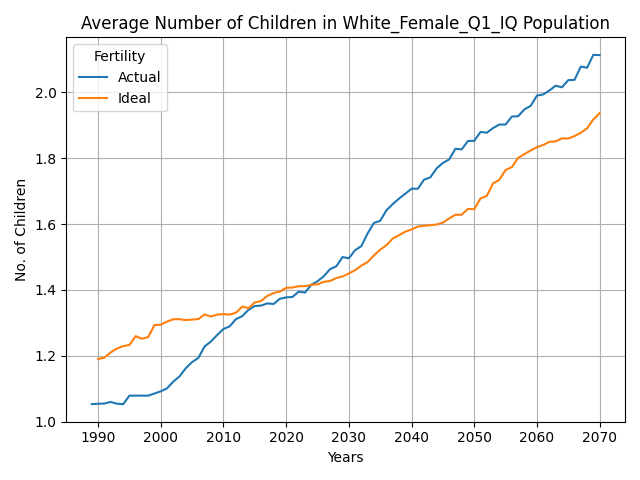 Average Number of Children in White_Female_Q1_IQ Population
Fertility
Actual
Ideal
No. of Children
2.0
1.8
1.6
1.4
1.2
1.0
1990 2000 2010 2020 2030 2040 2050 2060 2070
Years